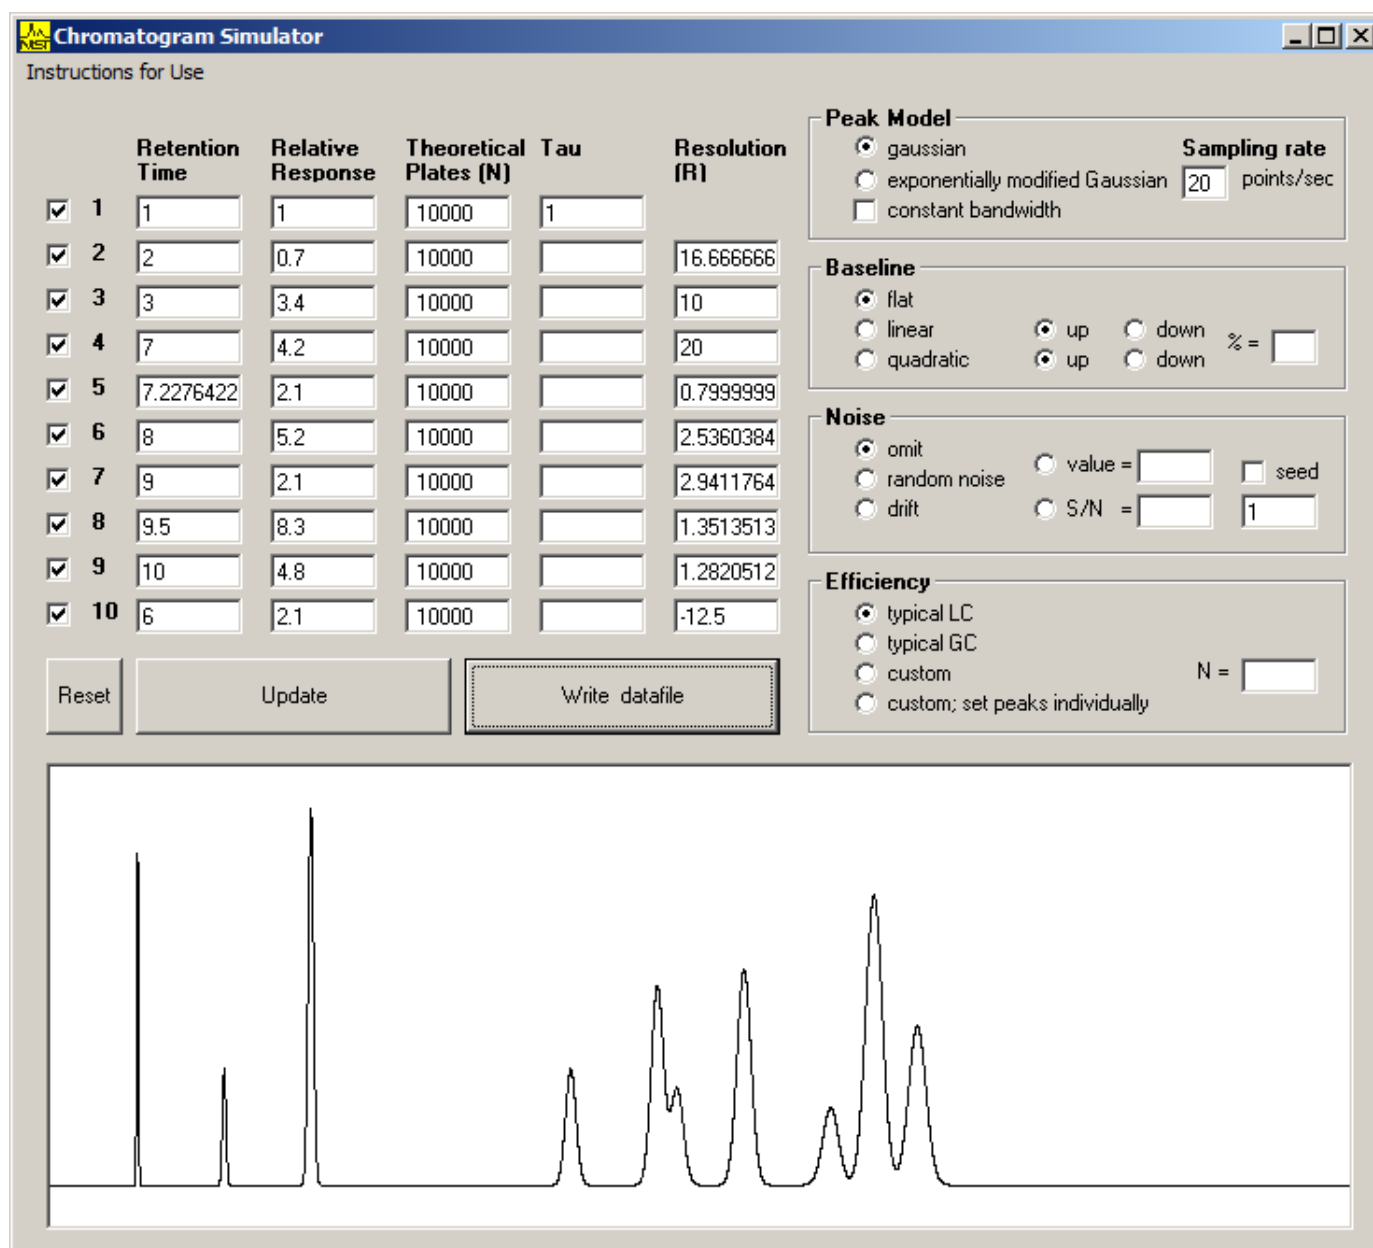 NIST Chromatogram Simulator
Instructions for Use
Retention Time Relative Response Theoretical Plates (N) Tau Resolution (R)
1 1 1 10000 1
2 2 0.7 10000 16.666666
3 3 3.4 10000 10
4 7 4.2 10000 20
5 7.2276422 2.1 10000 0.7999999
6 8 5.2 10000 2.5360384
7 9 2.1 10000 2.9411764
8 9.5 8.3 10000 1.3513513
9 10 4.8 10000 1.2820512
10 6 2.1 10000 -12.5
Reset Update Write datafile
Peak Model
gaussian Sampling rate
exponentially modified Gaussian 20 points/sec
constant bandwidth
Baseline
flat
linear up down % =
quadratic up down
Noise
omit value = seed
random noise
drift S/N = 1
Efficiency
typical LC
typical GC
custom N =
custom; set peaks individually